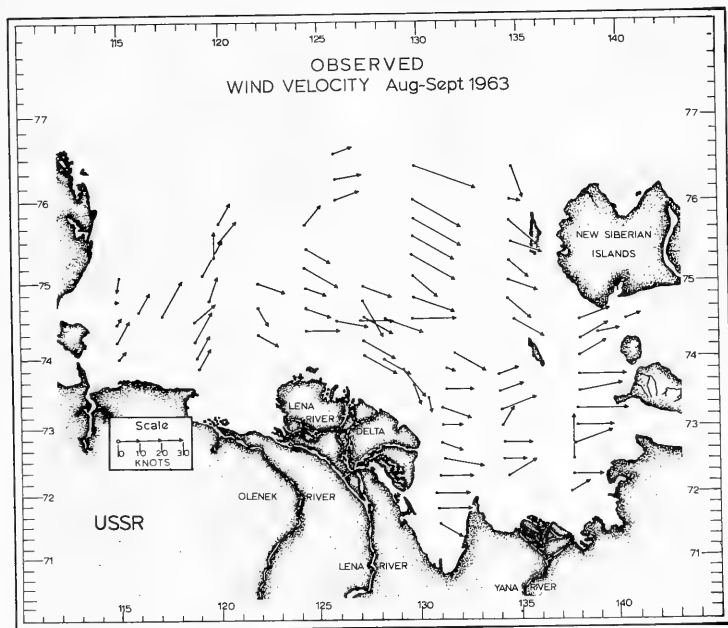 115 120 125 130 135 140
OBSERVED
WIND VELOCITY Aug-Sept 1963
77 77
76 76
NEW SIBERIAN
ISLANDS
75 75
74 74
LENA
RIVER
DELTA
73 73
Scale
0 10 20 30
KNOTS
72 72
OLENEK RIVER
USSR
71 71
LENA RIVER
YANA RIVER
115 120 125 130 135 140